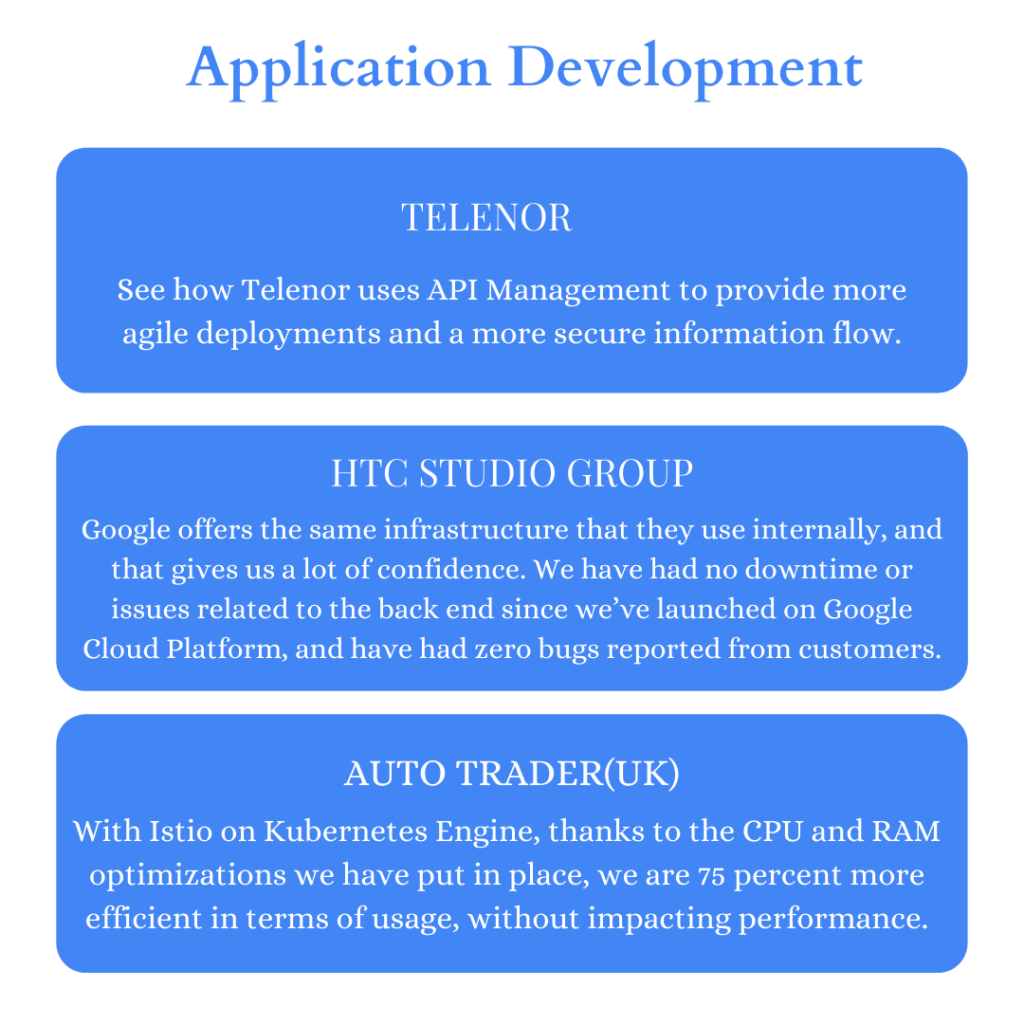 Application Development
TELENOR
See how Telenor uses API Management to provide more
agile deployments and a more secure information flow.
HTC STUDIO GROUP
Google offers the same infrastructure that they use internally, and
that gives us a lot of confidence. We have had no downtime or
issues related to the back end since we’ve launched on Google
Cloud Platform, and have had zero bugs reported from customers.
AUTO TRADER(UK)
With Istio on Kubernetes Engine, thanks to the CPU and RAM
optimizations we have put in place, we are 75 percent more
efficient in terms of usage, without impacting performance.